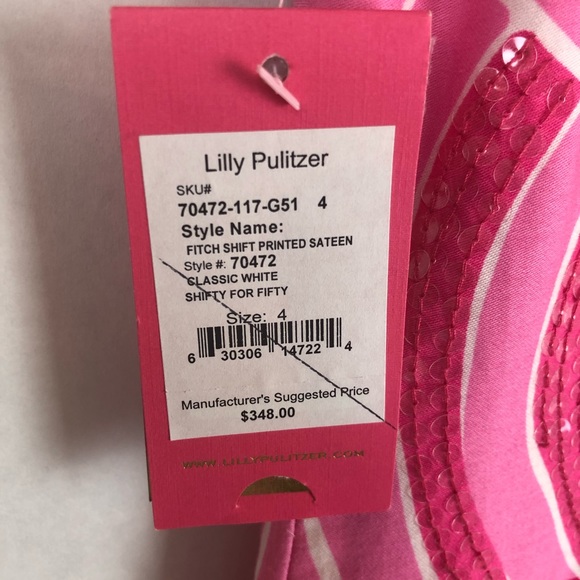 Lilly Pulitzer
SKU#
70472-117-G51 4
Style Name:
FITCH SHIFT PRINTED SATEEN
Style #: 70472
CLASSIC WHITE
SHIFTY FOR FIFTY
Size: 4
6 30306 14722 4
Manufacturer's Suggested Price
$348.00
WWW.LILLYPULITZER.COM